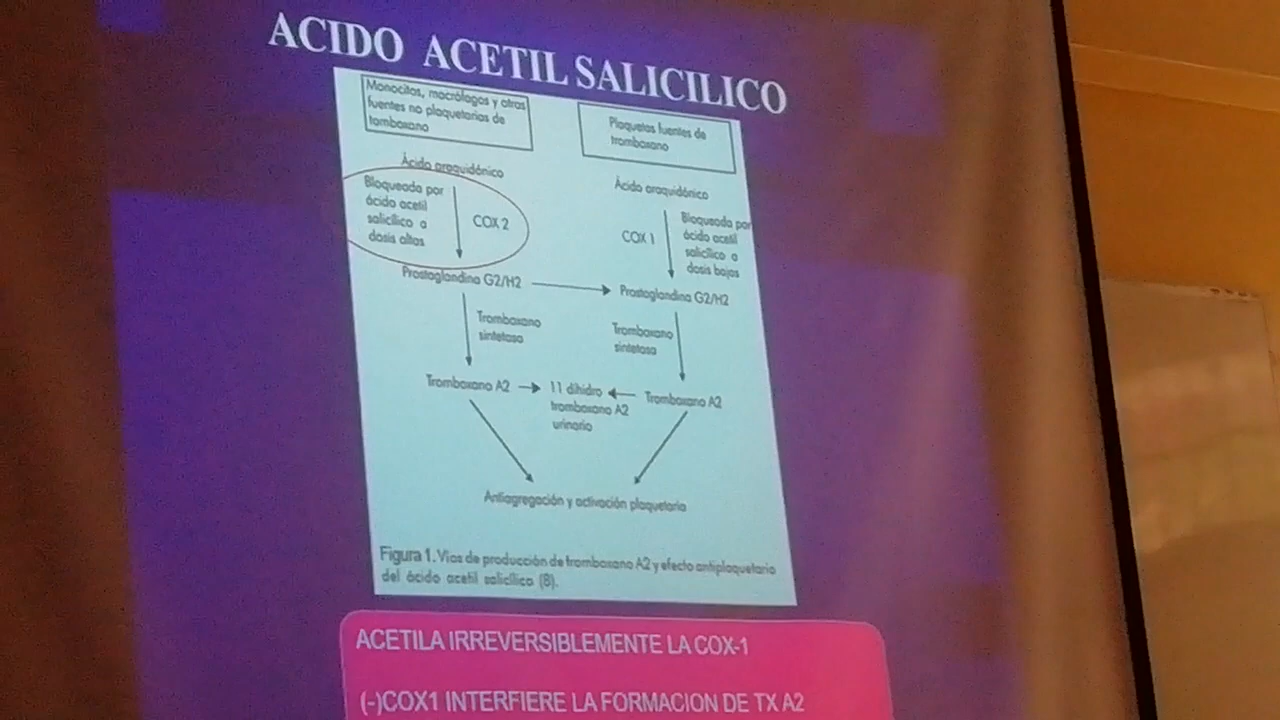 ACIDO ACETIL SALICILICO
Monocitos, macrófagos y otras
fuentes no plaquetarias de
tomboxano
Plaquetas fuentes de
tromboxano
Ácido araquidónico
Bloqueada por
ácido acetil
salicílico a
dosis altas
COX 2
Ácido araquidónico
COX 1
Bloqueada por
ácido acetil
salicílico a
dosis bajas
Prostaglandina G2/H2
Prostaglandina G2/H2
Tromboxano
sintetasa
Tromboxano
sintetasa
Tromboxano A2
11 dihidro
tromboxano A2
urinario
Tromboxano A2
Antiagregación y activación plaquetaria
Figura 1. Vías de producción de tromboxano A2 y efecto antiplaquetario
del ácido acetil salicílico (8).
ACETILA IRREVERSIBLEMENTE LA COX-1
(-)COX1 INTERFIERE LA FORMACION DE TX A2